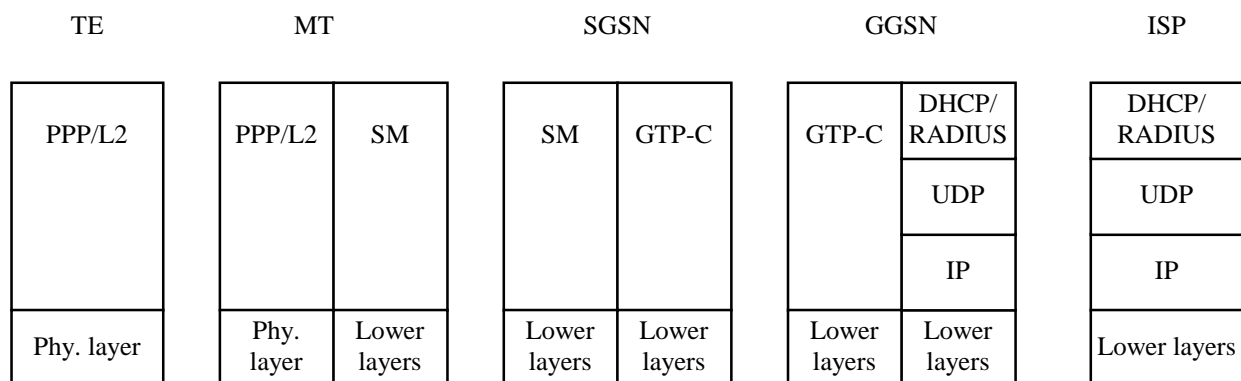 TE MT SGSN GGSN ISP
PPP/L2 PPP/L2 SM SM GTP-C GTP-C DHCP/ RADIUS DHCP/ RADIUS
UDP UDP
IP IP
Phy. layer Phy. layer Lower layers Lower layers Lower layers Lower layers Lower layers Lower layers